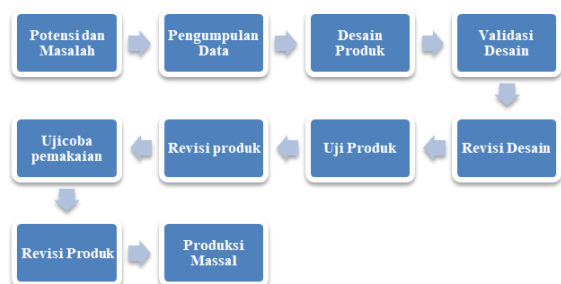 Potensi dan
Masalah
Pengumpulan
Data
Desain
Produk
Validasi
Desain
Revisi Desain
Uji Produk
Revisi produk
Ujicoba
pemakaian
Revisi Produk
Produksi
Massal